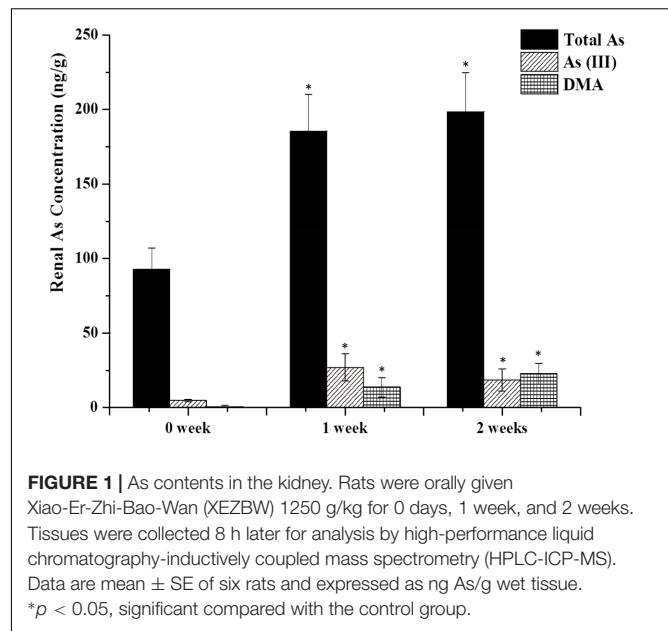 250
200
150
100
50
0
Renal As Concentration (ng/g)
Total As
As (III)
DMA
*
*
*
*
*
*
0 week 1 week 2 weeks
FIGURE 1 | As contents in the kidney. Rats were orally given
Xiao-Er-Zhi-Bao-Wan (XEZBW) 1250 g/kg for 0 days, 1 week, and 2 weeks.
Tissues were collected 8 h later for analysis by high-performance liquid
chromatography-inductively coupled mass spectrometry (HPLC-ICP-MS).
Data are mean ± SE of six rats and expressed as ng As/g wet tissue.
*p < 0.05, significant compared with the control group.